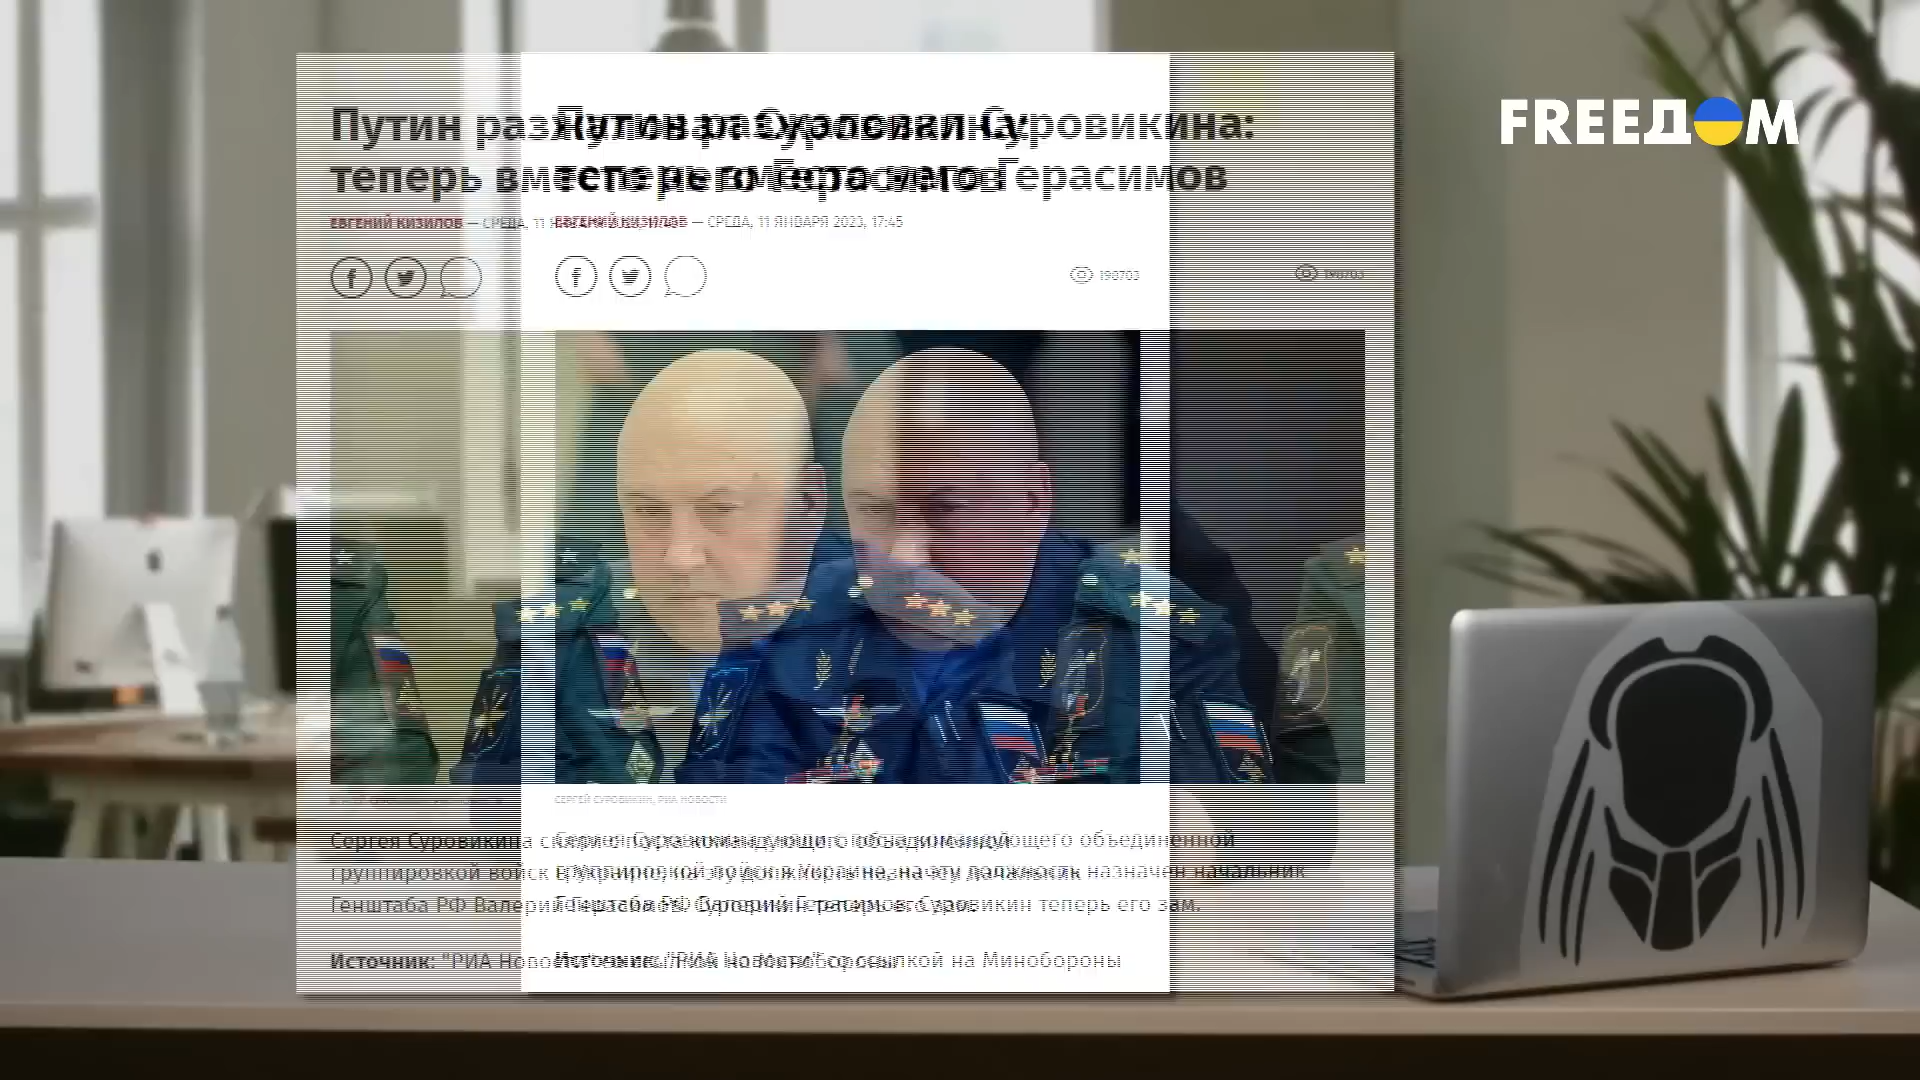 FREEДОМ
Путин разжаловал Суровикина:
теперь вместо него Герасимов
ЕВГЕНИЙ КИЗИЛОВ — СРЕДА, 11 ЯНВАРЯ 2023, 17:45
198703
СЕРГЕЙ СУРОВИКИН, РИА НОВОСТИ
Сергея Суровикина сняли с поста командующего объединенной
группировкой войск в Украине, на эту должность назначен начальник
Генштаба РФ Валерий Герасимов. Суровикин теперь его зам.
Источник: "РИА Новости" со ссылкой на Минобороны